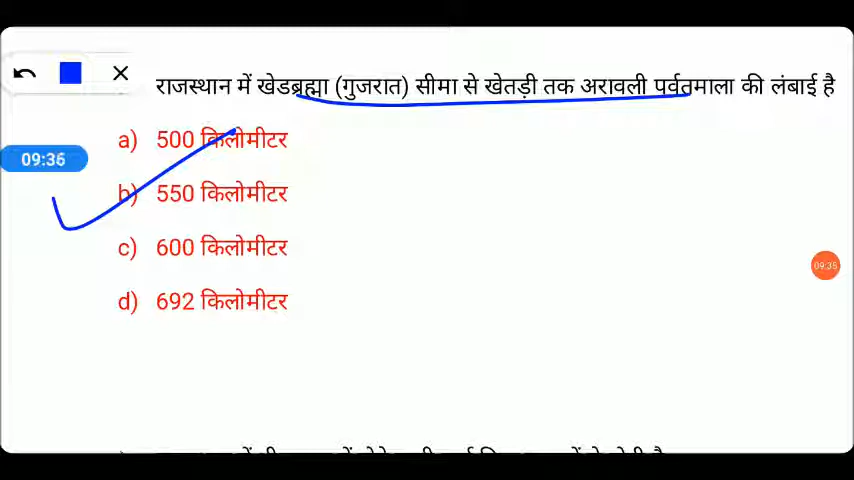 राजस्थान में खेडब्रह्मा (गुजरात) सीमा से खेतड़ी तक अरावली पर्वतमाला की लंबाई है
a) 500 किलोमीटर
09:36
b) 550 किलोमीटर
c) 600 किलोमीटर
09:35
d) 692 किलोमीटर